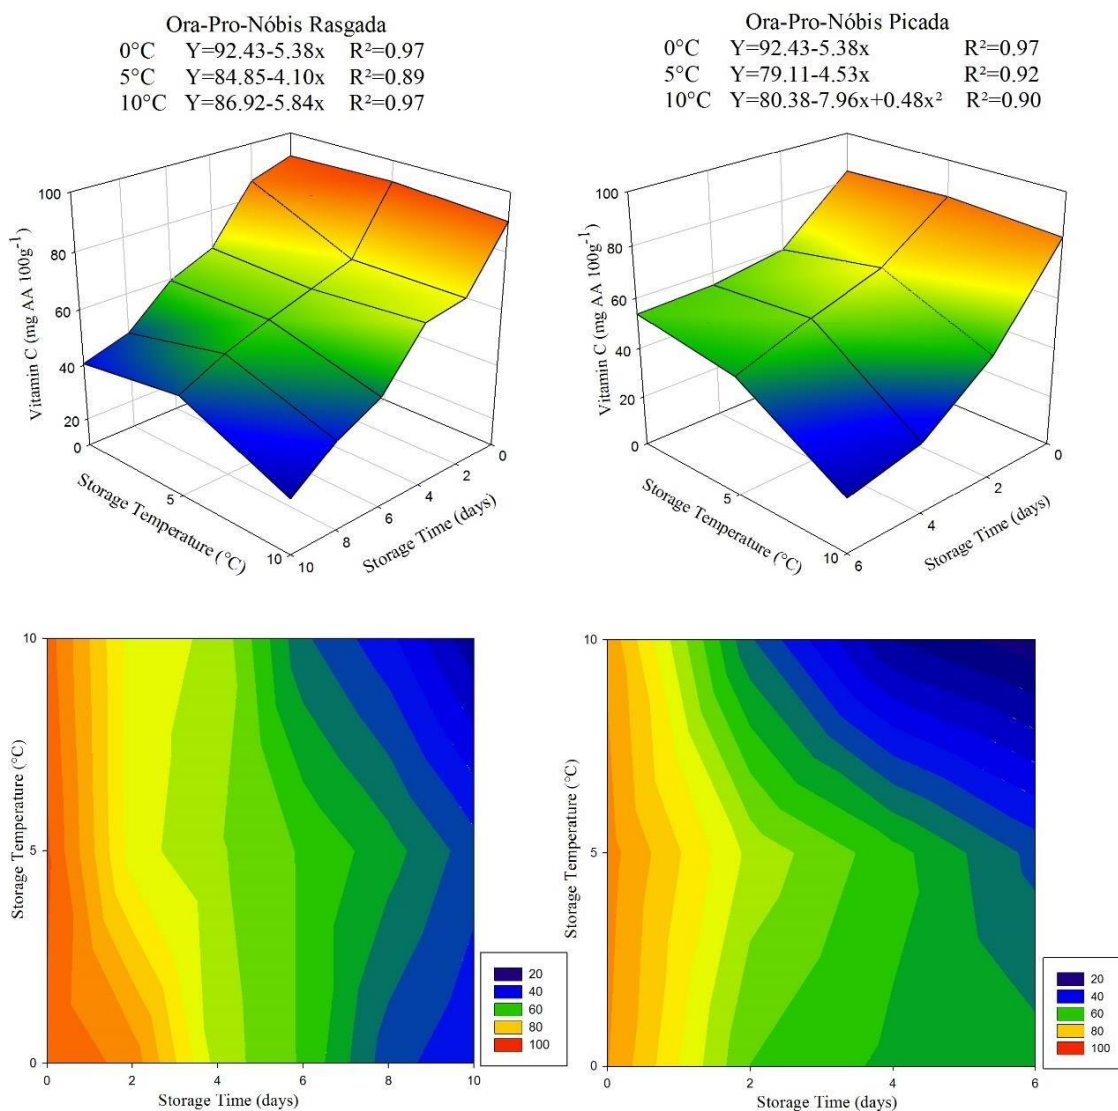 Ora-Pro-Nóbis Rasgada
0°C Y=92.43-5.38x R²=0.97
5°C Y=84.85-4.10x R²=0.89
10°C Y=86.92-5.84x R²=0.97
100
80
60
40
20
0
Vitamin C (mg AA 100g⁻¹)
5
10
Storage Temperature (°C)
10
8
6
4
2
0
Storage Time (days)
Ora-Pro-Nóbis Picada
0°C Y=92.43-5.38x R²=0.97
5°C Y=79.11-4.53x R²=0.92
10°C Y=80.38-7.96x+0.48x² R²=0.90
100
80
60
40
20
0
Vitamin C (mg AA 100g⁻¹)
5
10
Storage Temperature (°C)
6
4
2
0
Storage Time (days)
10
5
0
Storage Temperature (°C)
0
2
4
6
8
10
Storage Time (days)
20
40
60
80
100
10
5
0
Storage Temperature (°C)
0
2
4
6
Storage Time (days)
20
40
60
80
100